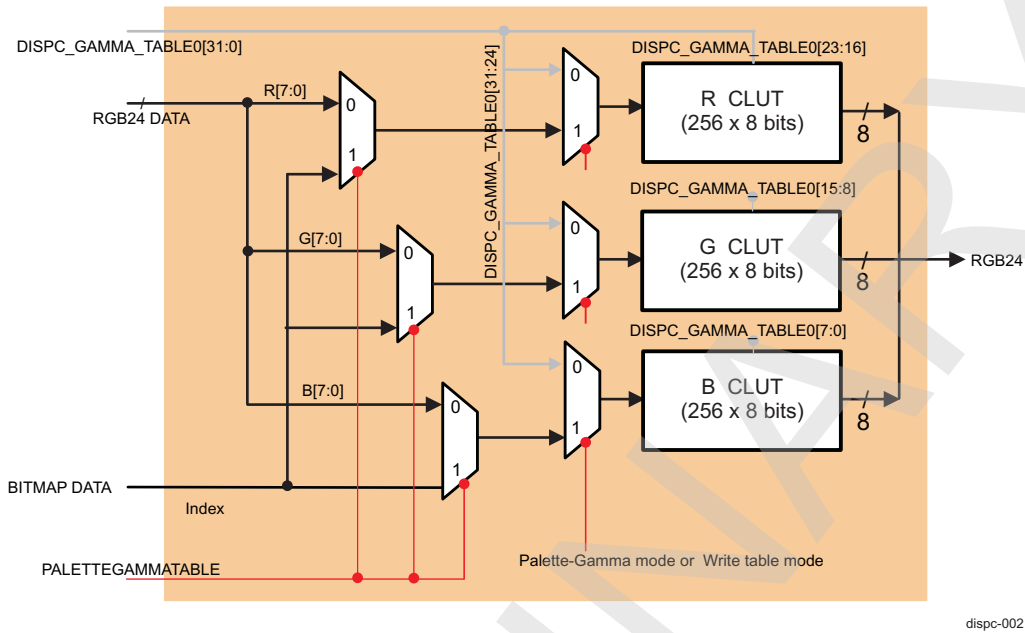 DISPC_GAMMA_TABLE0[31:0]
DISPC_GAMMA_TABLE0[23:16]
R[7:0]
0
1
RGB24 DATA
DISPC_GAMMA_TABLE0[31:24]
0
1
R CLUT
(256 x 8 bits)
8
DISPC_GAMMA_TABLE0[15:8]
G[7:0]
0
1
0
1
G CLUT
(256 x 8 bits)
8
RGB24
DISPC_GAMMA_TABLE0[7:0]
B[7:0]
0
1
0
1
B CLUT
(256 x 8 bits)
8
BITMAP DATA
Index
PALETTEGAMMATABLE
Palette-Gamma mode or Write table mode
dispc-002